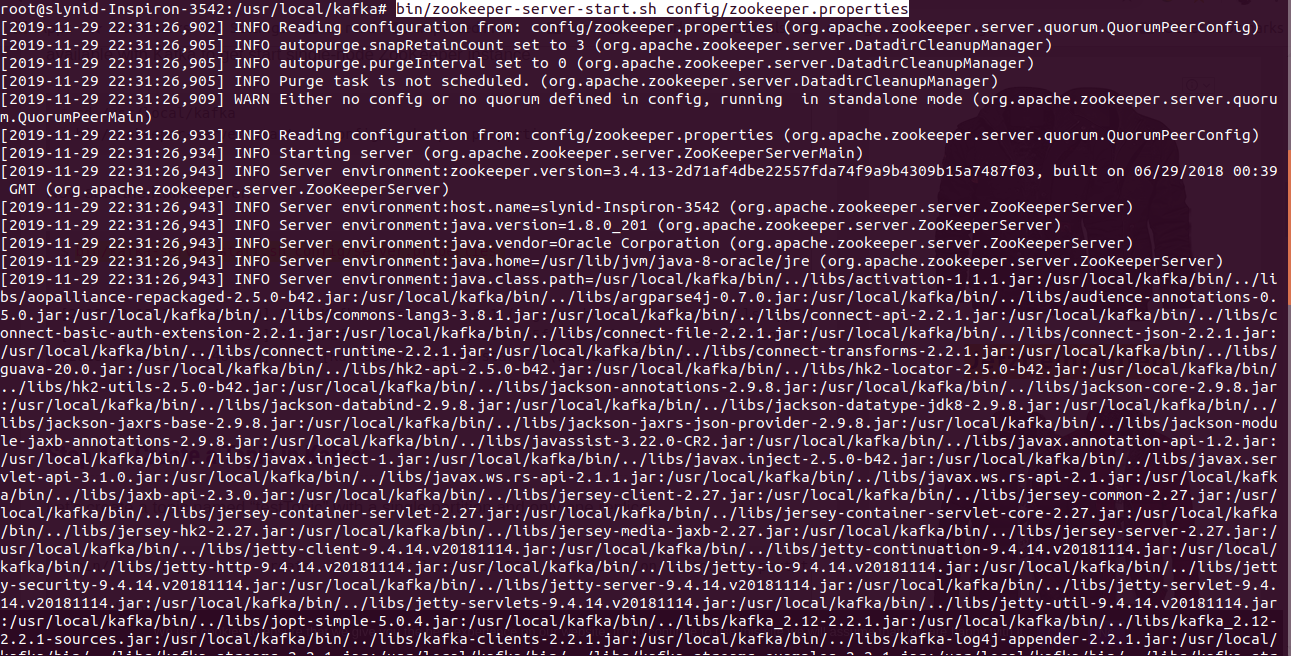 root@slynid-Inspiron-3542:/usr/local/kafka# bin/zookeeper-server-start.sh config/zookeeper.properties
[2019-11-29 22:31:26,902] INFO Reading configuration from: config/zookeeper.properties (org.apache.zookeeper.server.quorum.QuorumPeerConfig)
[2019-11-29 22:31:26,905] INFO autopurge.snapRetainCount set to 3 (org.apache.zookeeper.server.DatadirCleanupManager)
[2019-11-29 22:31:26,905] INFO autopurge.purgeInterval set to 0 (org.apache.zookeeper.server.DatadirCleanupManager)
[2019-11-29 22:31:26,905] INFO Purge task is not scheduled. (org.apache.zookeeper.server.DatadirCleanupManager)
[2019-11-29 22:31:26,909] WARN Either no config or no quorum defined in config, running  in standalone mode (org.apache.zookeeper.server.quoru
m.QuorumPeerMain)
[2019-11-29 22:31:26,933] INFO Reading configuration from: config/zookeeper.properties (org.apache.zookeeper.server.quorum.QuorumPeerConfig)
[2019-11-29 22:31:26,934] INFO Starting server (org.apache.zookeeper.server.ZooKeeperServerMain)
[2019-11-29 22:31:26,943] INFO Server environment:zookeeper.version=3.4.13-2d71af4dbe22557fda74f9a9b4309b15a7487f03, built on 06/29/2018 00:39
 GMT (org.apache.zookeeper.server.ZooKeeperServer)
[2019-11-29 22:31:26,943] INFO Server environment:host.name=slynid-Inspiron-3542 (org.apache.zookeeper.server.ZooKeeperServer)
[2019-11-29 22:31:26,943] INFO Server environment:java.version=1.8.0_201 (org.apache.zookeeper.server.ZooKeeperServer)
[2019-11-29 22:31:26,943] INFO Server environment:java.vendor=Oracle Corporation (org.apache.zookeeper.server.ZooKeeperServer)
[2019-11-29 22:31:26,943] INFO Server environment:java.home=/usr/lib/jvm/java-8-oracle/jre (org.apache.zookeeper.server.ZooKeeperServer)
[2019-11-29 22:31:26,943] INFO Server environment:java.class.path=/usr/local/kafka/bin/../libs/activation-1.1.1.jar:/usr/local/kafka/bin/../li
bs/aopalliance-repackaged-2.5.0-b42.jar:/usr/local/kafka/bin/../libs/argparse4j-0.7.0.jar:/usr/local/kafka/bin/../libs/audience-annotations-0.
5.0.jar:/usr/local/kafka/bin/../libs/commons-lang3-3.8.1.jar:/usr/local/kafka/bin/../libs/connect-api-2.2.1.jar:/usr/local/kafka/bin/../libs/c
onnect-basic-auth-extension-2.2.1.jar:/usr/local/kafka/bin/../libs/connect-file-2.2.1.jar:/usr/local/kafka/bin/../libs/connect-json-2.2.1.jar:
/usr/local/kafka/bin/../libs/connect-runtime-2.2.1.jar:/usr/local/kafka/bin/../libs/connect-transforms-2.2.1.jar:/usr/local/kafka/bin/../libs/
guava-20.0.jar:/usr/local/kafka/bin/../libs/hk2-api-2.5.0-b42.jar:/usr/local/kafka/bin/../libs/hk2-locator-2.5.0-b42.jar:/usr/local/kafka/bin/
../libs/hk2-utils-2.5.0-b42.jar:/usr/local/kafka/bin/../libs/jackson-annotations-2.9.8.jar:/usr/local/kafka/bin/../libs/jackson-core-2.9.8.jar
:/usr/local/kafka/bin/../libs/jackson-databind-2.9.8.jar:/usr/local/kafka/bin/../libs/jackson-datatype-jdk8-2.9.8.jar:/usr/local/kafka/bin/../
libs/jackson-jaxrs-base-2.9.8.jar:/usr/local/kafka/bin/../libs/jackson-jaxrs-json-provider-2.9.8.jar:/usr/local/kafka/bin/../libs/jackson-modu
le-jaxb-annotations-2.9.8.jar:/usr/local/kafka/bin/../libs/javassist-3.22.0-CR2.jar:/usr/local/kafka/bin/../libs/javax.annotation-api-1.2.jar:
/usr/local/kafka/bin/../libs/javax.inject-1.jar:/usr/local/kafka/bin/../libs/javax.inject-2.5.0-b42.jar:/usr/local/kafka/bin/../libs/javax.ser
vlet-api-3.1.0.jar:/usr/local/kafka/bin/../libs/javax.ws.rs-api-2.1.1.jar:/usr/local/kafka/bin/../libs/javax.ws.rs-api-2.1.jar:/usr/local/kafk
a/bin/../libs/jaxb-api-2.3.0.jar:/usr/local/kafka/bin/../libs/jersey-client-2.27.jar:/usr/local/kafka/bin/../libs/jersey-common-2.27.jar:/usr/
local/kafka/bin/../libs/jersey-container-servlet-2.27.jar:/usr/local/kafka/bin/../libs/jersey-container-servlet-core-2.27.jar:/usr/local/kafka
/bin/../libs/jersey-hk2-2.27.jar:/usr/local/kafka/bin/../libs/jersey-media-jaxb-2.27.jar:/usr/local/kafka/bin/../libs/jersey-server-2.27.jar:/
usr/local/kafka/bin/../libs/jetty-client-9.4.14.v20181114.jar:/usr/local/kafka/bin/../libs/jetty-continuation-9.4.14.v20181114.jar:/usr/local/
kafka/bin/../libs/jetty-http-9.4.14.v20181114.jar:/usr/local/kafka/bin/../libs/jetty-io-9.4.14.v20181114.jar:/usr/local/kafka/bin/../libs/jett
y-security-9.4.14.v20181114.jar:/usr/local/kafka/bin/../libs/jetty-server-9.4.14.v20181114.jar:/usr/local/kafka/bin/../libs/jetty-servlet-9.4.
14.v20181114.jar:/usr/local/kafka/bin/../libs/jetty-servlets-9.4.14.v20181114.jar:/usr/local/kafka/bin/../libs/jetty-util-9.4.14.v20181114.jar
:/usr/local/kafka/bin/../libs/jopt-simple-5.0.4.jar:/usr/local/kafka/bin/../libs/kafka_2.12-2.2.1.jar:/usr/local/kafka/bin/../libs/kafka_2.12-
2.2.1-sources.jar:/usr/local/kafka/bin/../libs/kafka-clients-2.2.1.jar:/usr/local/kafka/bin/../libs/kafka-log4j-appender-2.2.1.jar:/usr/local/